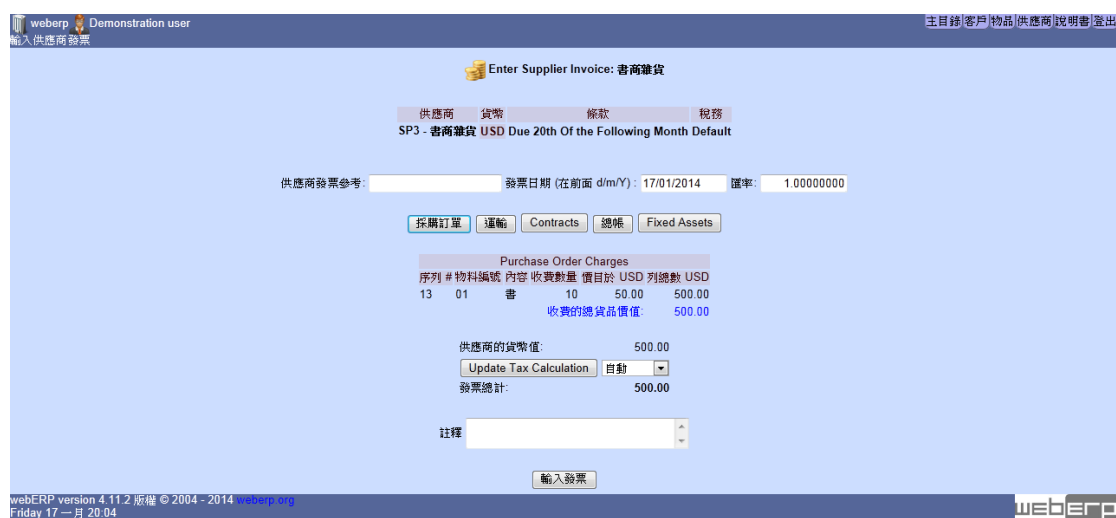 weberp Demonstration user 主目錄 客戶 物品 供應商 說明書 登出
輸入供應商發票
Enter Supplier Invoice: 書商雜貨
供應商 貨幣 條款 稅務
SP3 - 書商雜貨 USD Due 20th Of the Following Month Default
供應商發票參考: 發票日期 (在前面 d/m/Y) : 17/01/2014 匯率: 1.00000000
採購訂單 運輸 Contracts 總帳 Fixed Assets
Purchase Order Charges
序列 # 物料編號 內容 收費數量 價目於 USD 列總數 USD
13 01 書 10 50.00 500.00
收費的總貨品價值: 500.00
供應商的貨幣值: 500.00
Update Tax Calculation 自動
發票總計: 500.00
註釋
輸入發票
webERP version 4.11.2 版權 © 2004 - 2014 weberp.org
Friday 17 一月 20:04
weberp